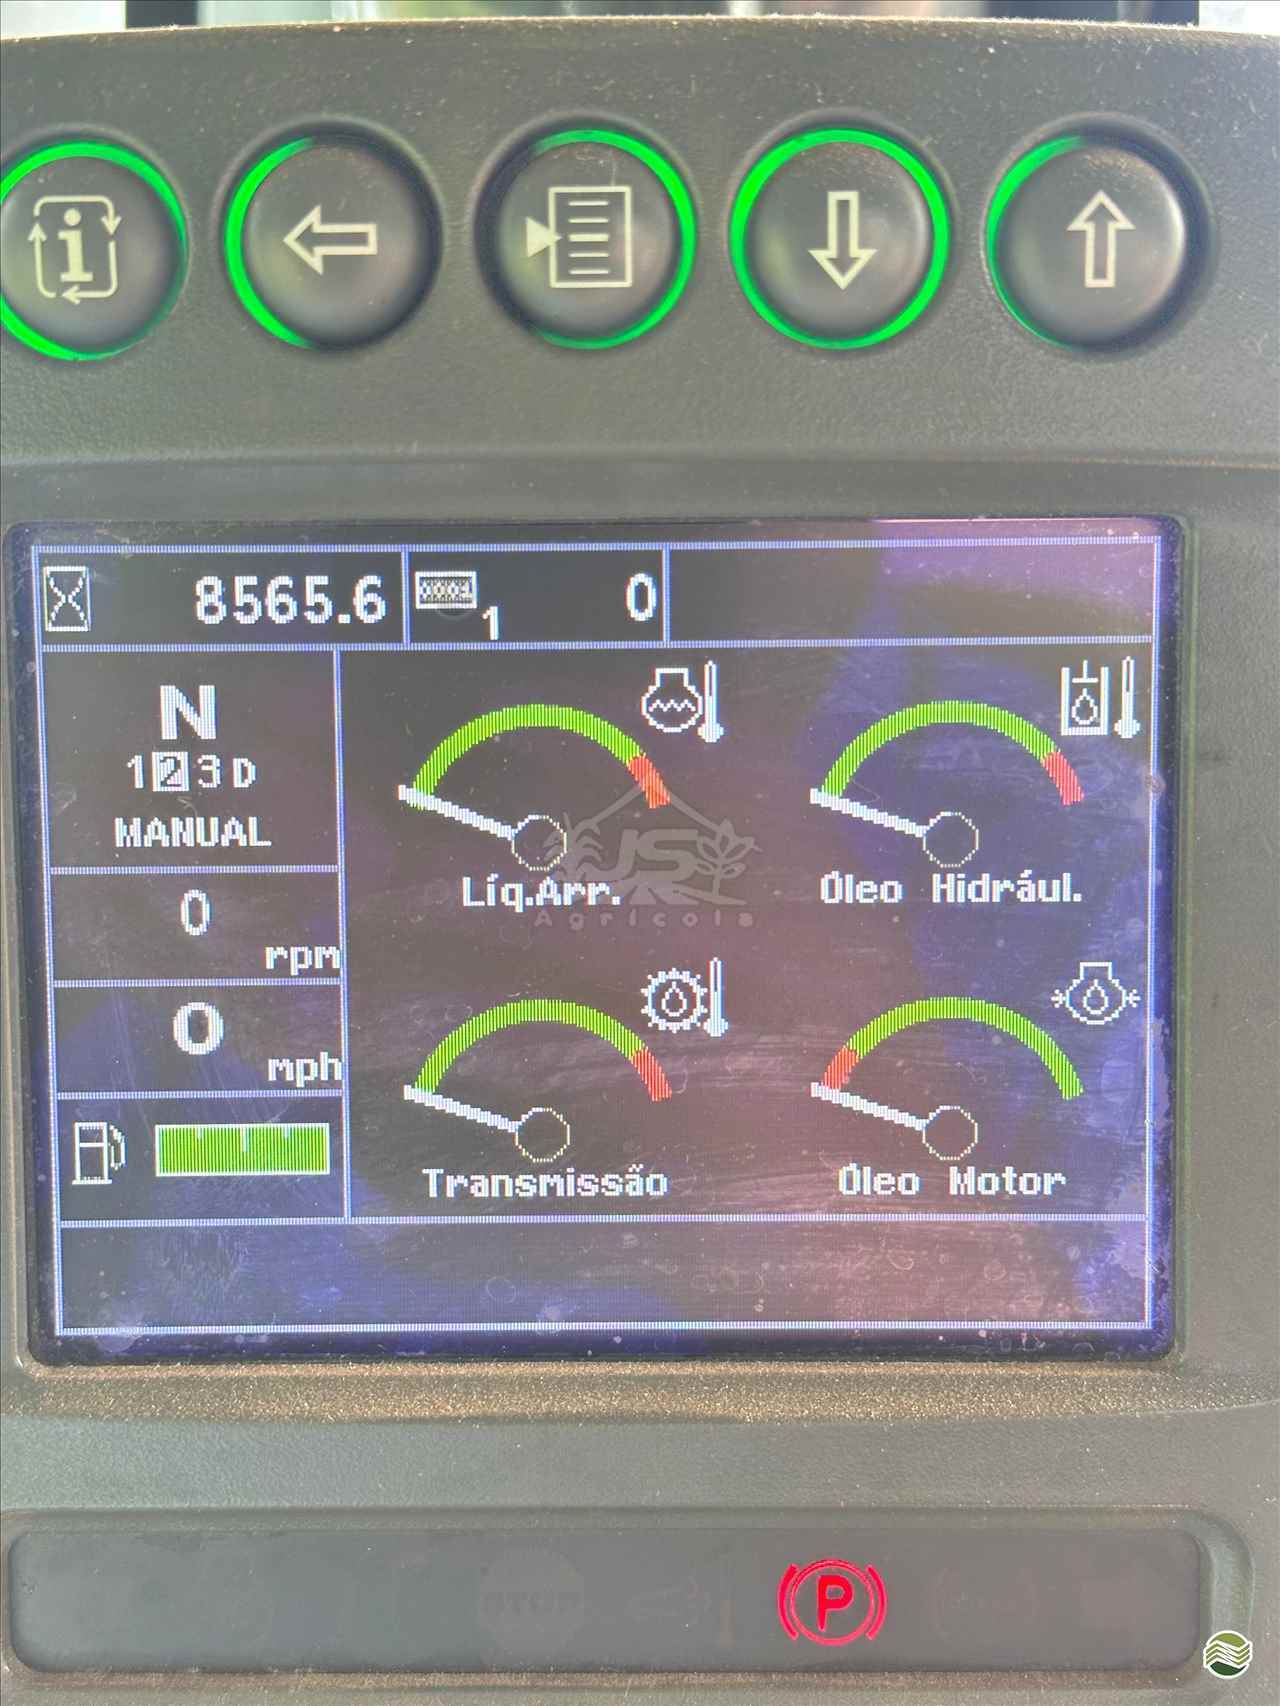 8565.6
1 0
N
1 2 3 D
MANUAL
0
rpm
0
mph
Líq.Arr.
Óleo Hidrául.
Transmissão
Óleo Motor
JS
Agrícola
STOP
P